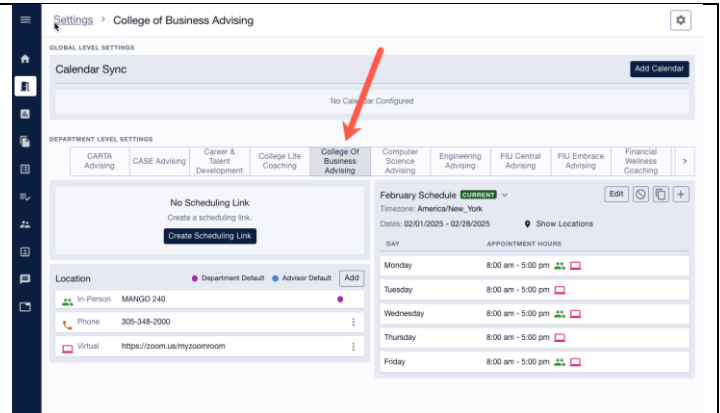 Settings > College of Business Advising
GLOBAL LEVEL SETTINGS
Calendar Sync
Add Calendar
No Calendar Configured
DEPARTMENT LEVEL SETTINGS
CARTA
Advising
CASE Advising
Career &
Talent
Development
College Life
Coaching
College Of
Business
Advising
Computer
Science
Advising
Engineering
Advising
FIU Central
Advising
FIU Embrace
Advising
Financial
Wellness
Coaching
No Scheduling Link
Create a scheduling link.
Create Scheduling Link
Location
Department Default
Advisor Default
Add
In-Person MANGO 240
Phone 305-348-2000
Virtual https://zoom.us/myzoomroom
February Schedule CURRENT
Edit
Timezone: America/New_York
Dates: 02/01/2025 - 02/28/2025
Show Locations
DAY APPOINTMENT HOURS
Monday 8:00 am - 5:00 pm
Tuesday 8:00 am - 5:00 pm
Wednesday 8:00 am - 5:00 pm
Thursday 8:00 am - 5:00 pm
Friday 8:00 am - 5:00 pm